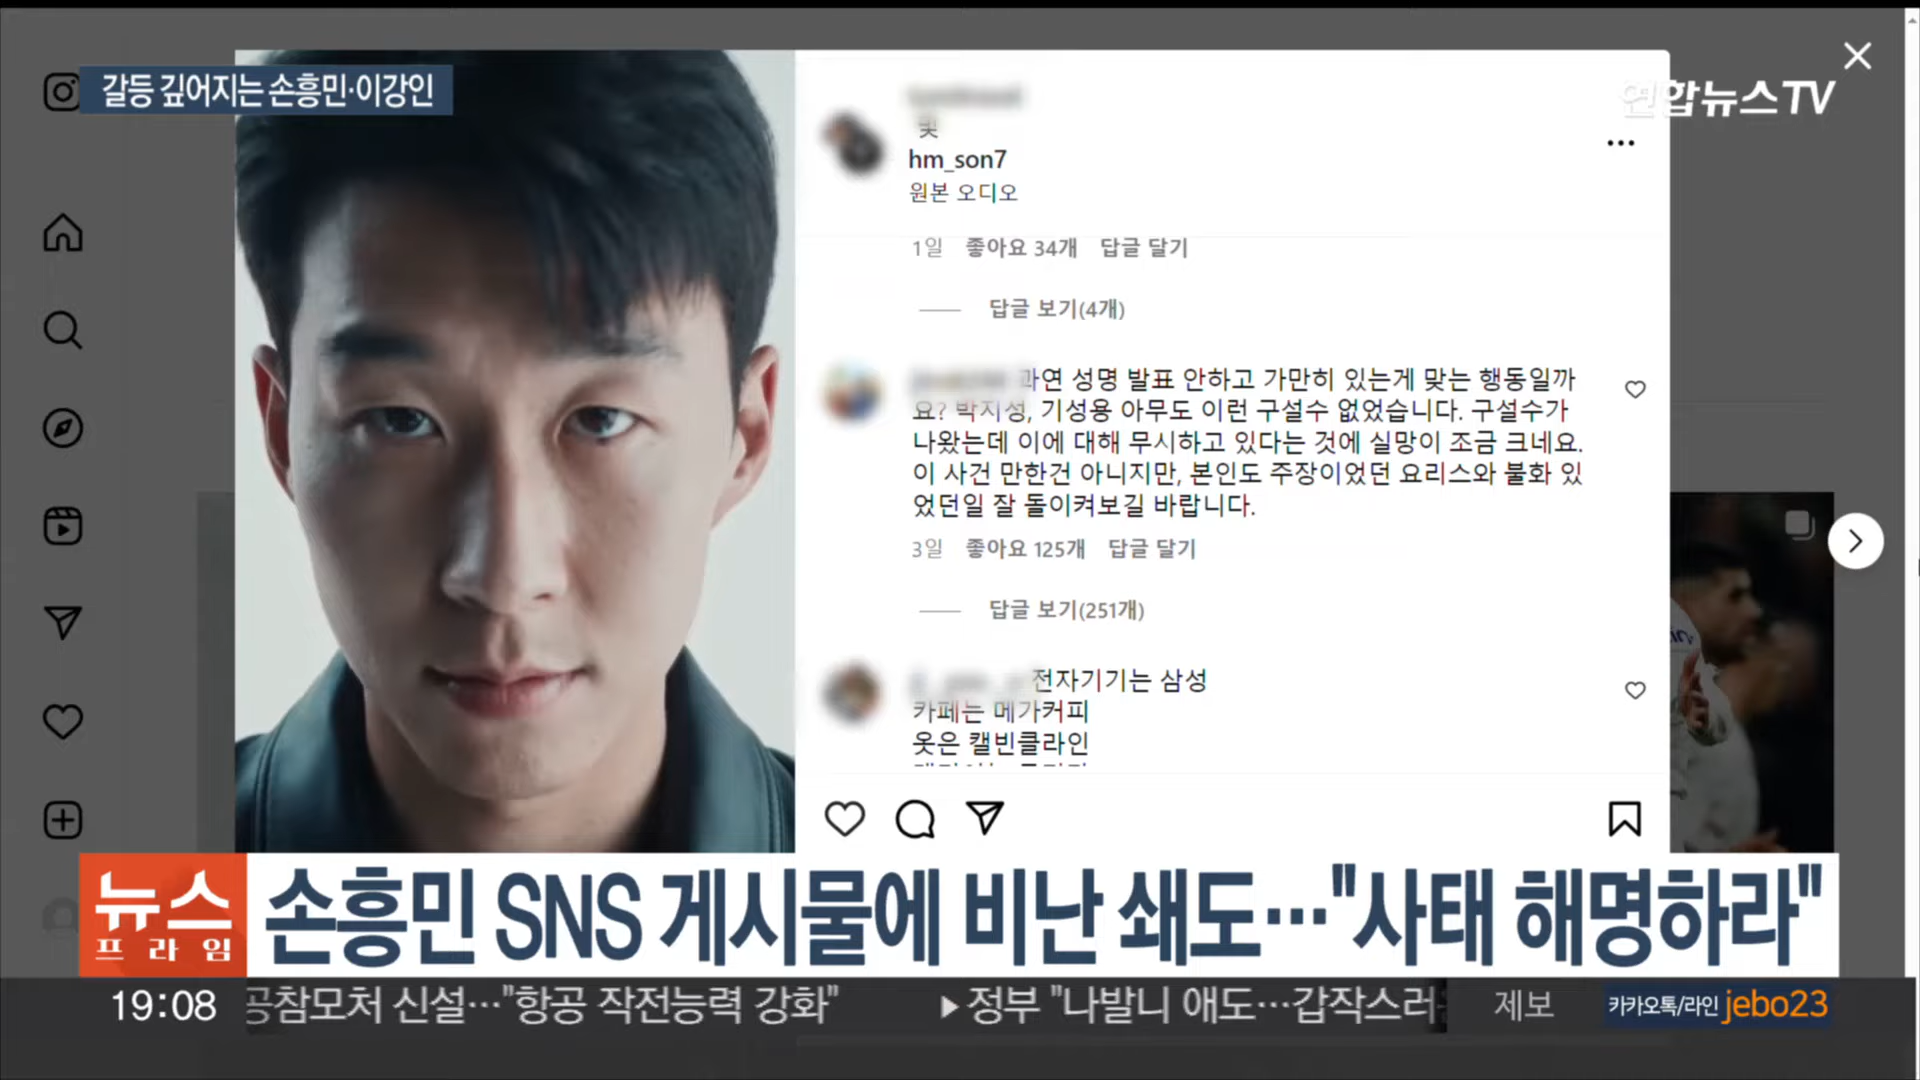 갈등 깊어지는 손흥민·이강인
연합뉴스TV
및
hm_son7
원본 오디오
1일 좋아요 34개 답글 달기
답글 보기(4개)
과연 성명 발표 안하고 가만히 있는게 맞는 행동일까
요? 박지성, 기성용 아무도 이런 구설수 없었습니다. 구설수가
나왔는데 이에 대해 무시하고 있다는 것에 실망이 조금 크네요.
이 사건 만한건 아니지만, 본인도 주장이었던 요리스와 불화 있
었던일 잘 돌이켜보길 바랍니다.
3일 좋아요 125개 답글 달기
답글 보기(251개)
전자기기는 삼성
카페는 메가커피
옷은 캘빈클라인
뉴스
프라임
손흥민 SNS 게시물에 비난 쇄도…"사태 해명하라"
19:08
공참모처 신설…"항공 작전능력 강화" ▶정부 "나발니 애도…갑작스러
제보
카카오톡/라인 jebo23